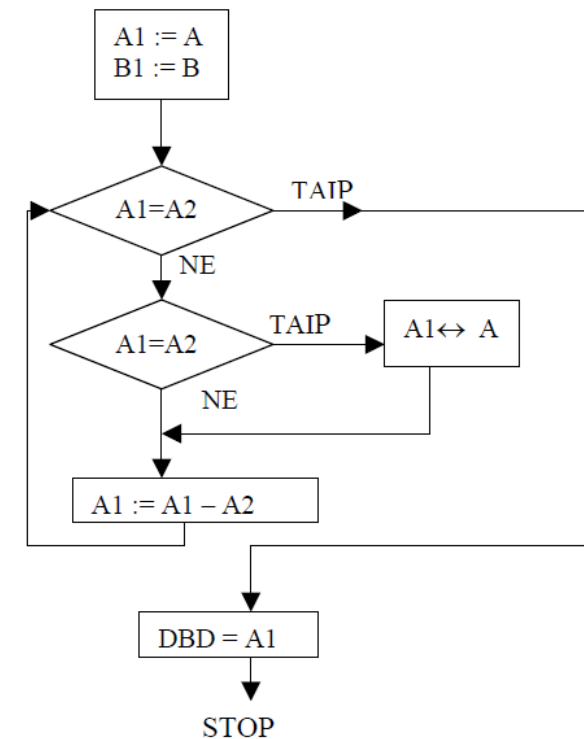 A1 := A
B1 := B
A1=A2
TAIP
NE
A1=A2
TAIP
A1↔ A
NE
A1 := A1 – A2
DBD = A1
STOP